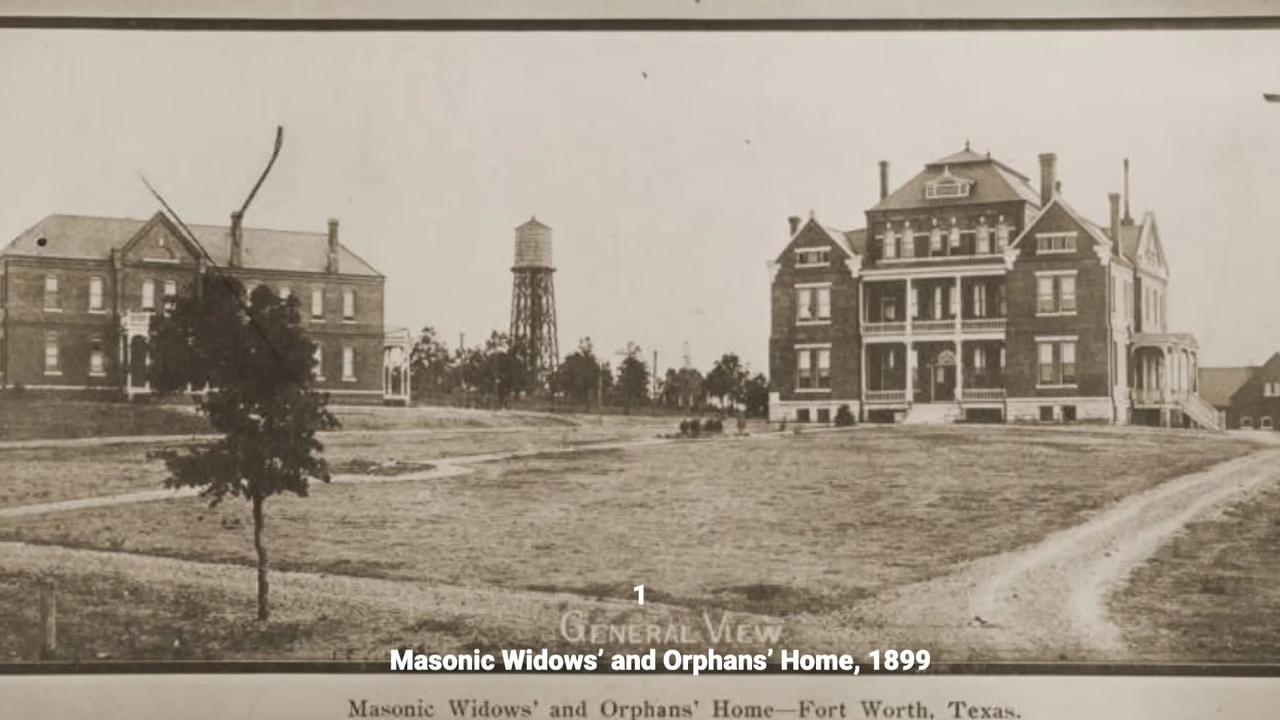 1
GENERAL VIEW
Masonic Widows’ and Orphans’ Home, 1899
Masonic Widows' and Orphans' Home—Fort Worth, Texas.